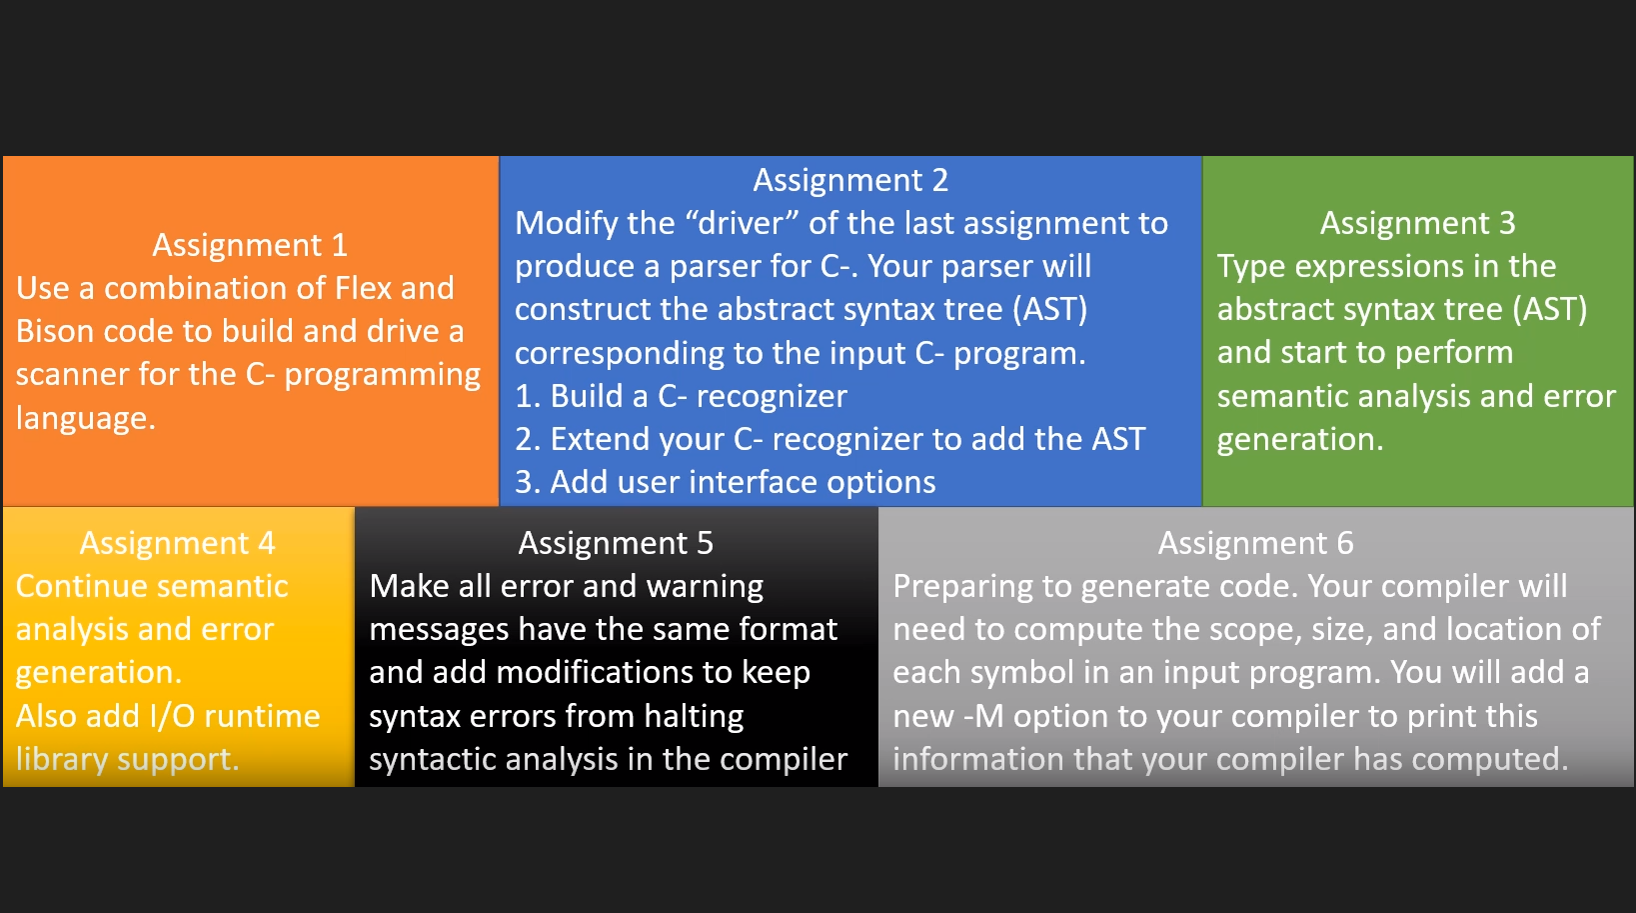 Assignment 1
Use a combination of Flex and
Bison code to build and drive a
scanner for the C- programming
language.
Assignment 2
Modify the “driver” of the last assignment to
produce a parser for C-. Your parser will
construct the abstract syntax tree (AST)
corresponding to the input C- program.
1. Build a C- recognizer
2. Extend your C- recognizer to add the AST
3. Add user interface options
Assignment 3
Type expressions in the
abstract syntax tree (AST)
and start to perform
semantic analysis and error
generation.
Assignment 4
Continue semantic
analysis and error
generation.
Also add I/O runtime
library support.
Assignment 5
Make all error and warning
messages have the same format
and add modifications to keep
syntax errors from halting
syntactic analysis in the compiler
Assignment 6
Preparing to generate code. Your compiler will
need to compute the scope, size, and location of
each symbol in an input program. You will add a
new -M option to your compiler to print this
information that your compiler has computed.